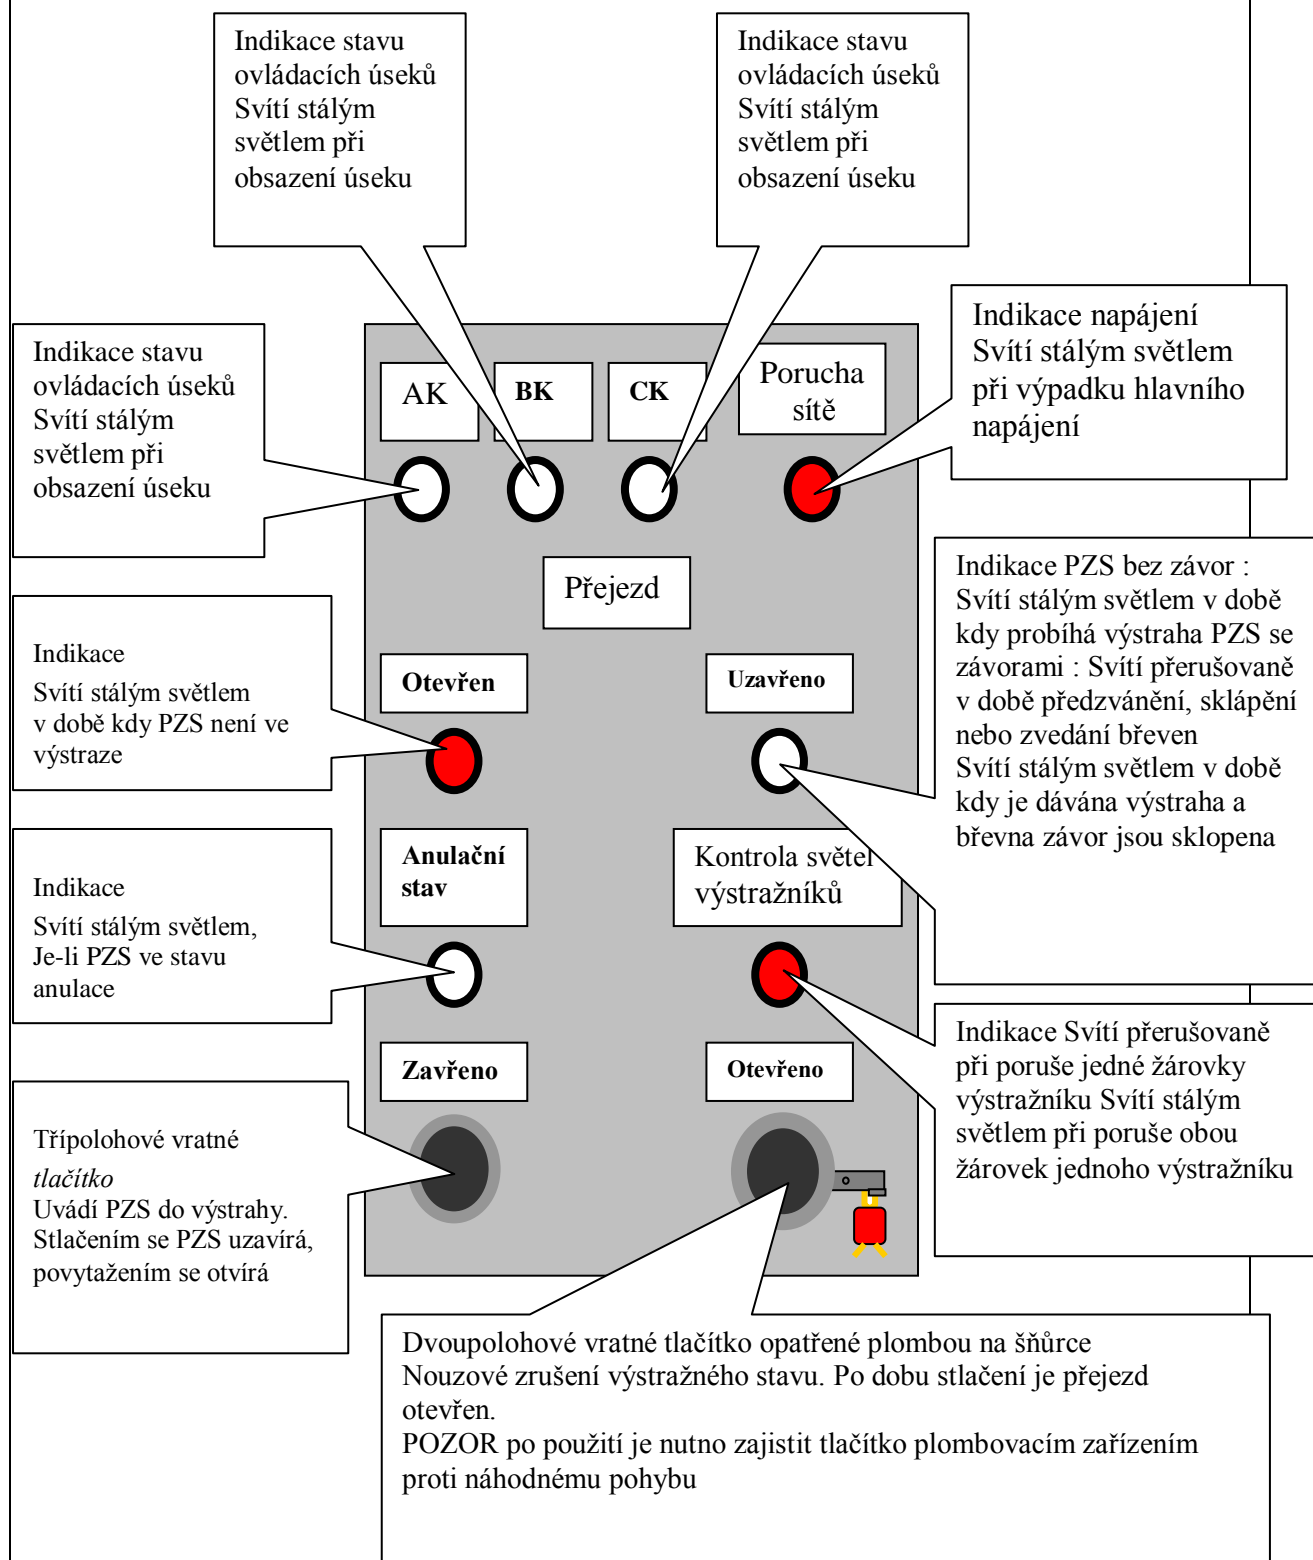 Indikace stavu
ovládacích úseků
Svítí stálým
světlem při
obsazení úseku
Indikace stavu
ovládacích úseků
Svítí stálým
světlem při
obsazení úseku
Indikace stavu
ovládacích úseků
Svítí stálým
světlem při
obsazení úseku
Indikace napájení
Svítí stálým světlem
při výpadku hlavního
napájení
AK
BK
CK
Porucha
sítě
Přejezd
Indikace
Svítí stálým světlem
v době kdy PZS není ve
výstraze
Otevřen
Uzavřeno
Indikace PZS bez závor :
Svítí stálým světlem v době
kdy probíhá výstraha PZS se
závorami : Svítí přerušovaně
v době předzvánění, sklápění
nebo zvedání břeven
Svítí stálým světlem v době
kdy je dávána výstraha a
břevna závor jsou sklopena
Indikace
Svítí stálým světlem,
Je-li PZS ve stavu
anulace
Anulační
stav
Kontrola světel
výstražníků
Indikace Svítí přerušovaně
při poruše jedné žárovky
výstražníku Svítí stálým
světlem při poruše obou
žárovek jednoho výstražníku
Zavřeno
Otevřeno
Třípolohové vratné
tlačítko
Uvádí PZS do výstrahy.
Stlačením se PZS uzavírá,
povytažením se otvírá
Dvoupolohové vratné tlačítko opatřené plombou na šňůrce
Nouzové zrušení výstražného stavu. Po dobu stlačení je přejezd
otevřen.
POZOR po použití je nutno zajistit tlačítko plombovacím zařízením
proti náhodnému pohybu